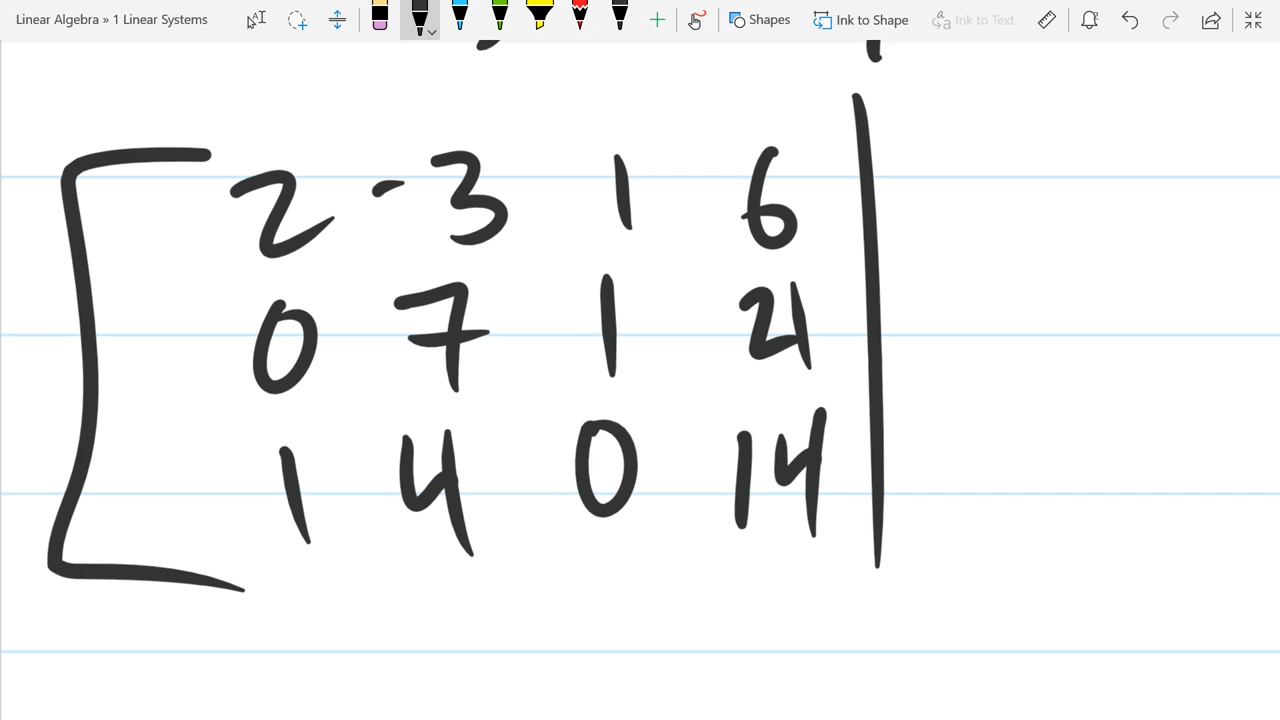 Linear Algebra » 1 Linear Systems Shapes Ink to Shape Ink to Text
2 -3 1 6
0 7 1 21
1 4 0 14